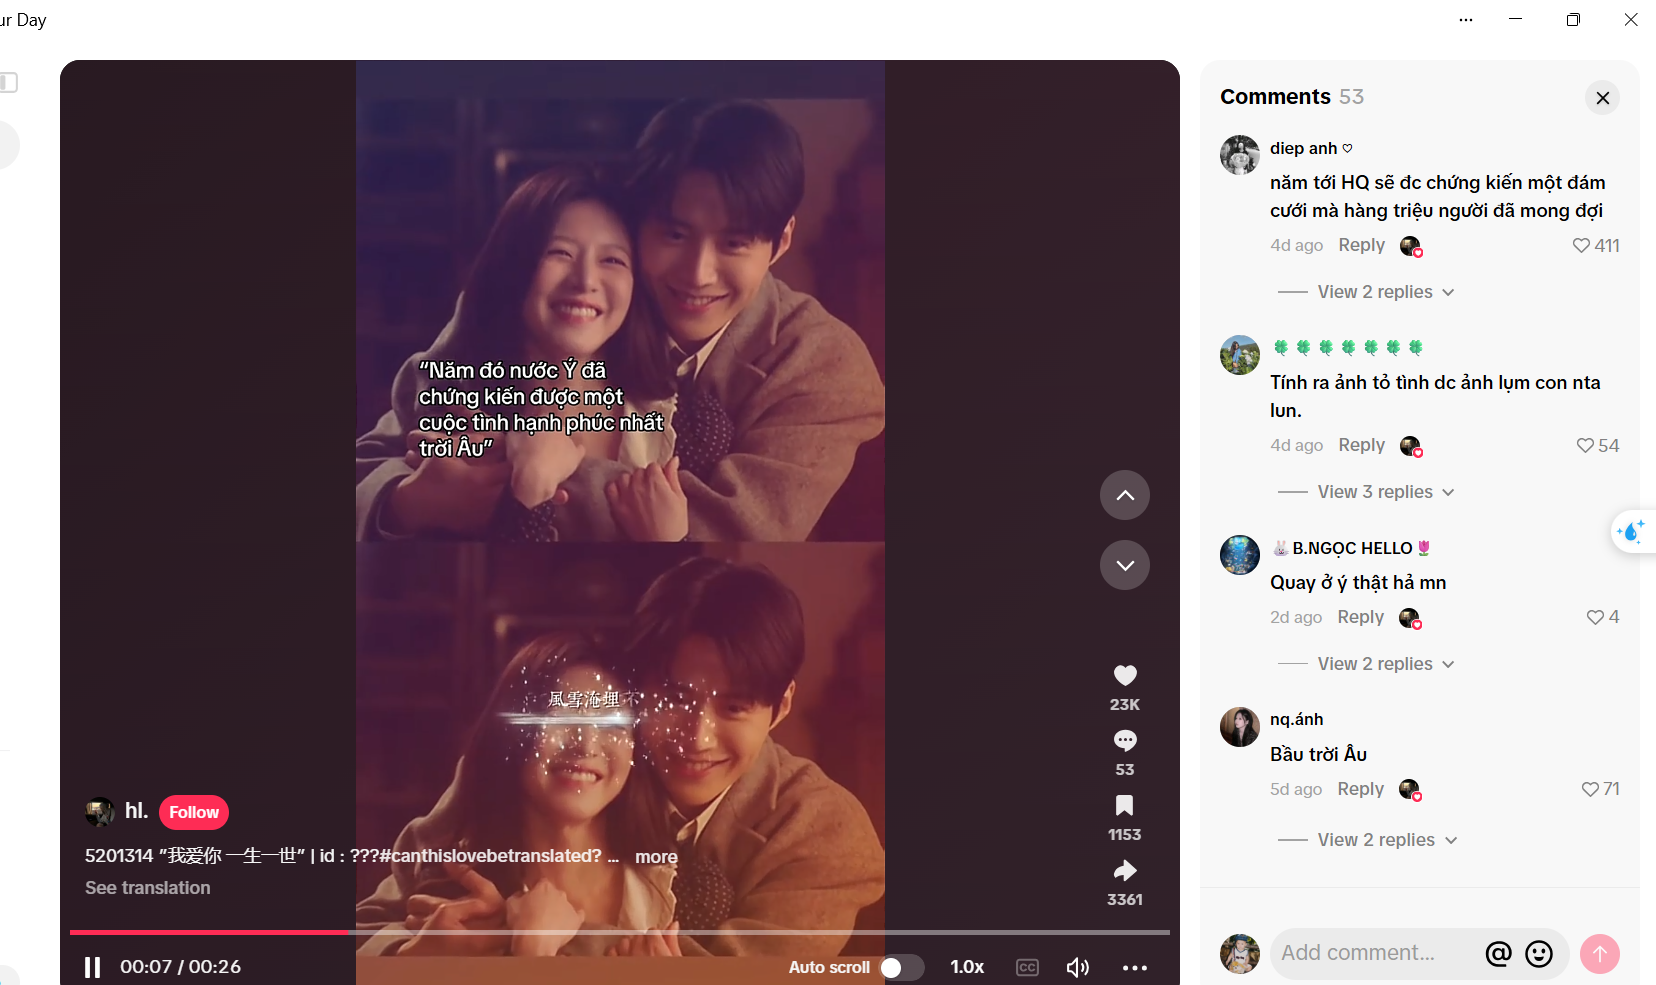 ur Day
“Năm đó nước Ý đã
chứng kiến được một
cuộc tình hạnh phúc nhất
trời Âu”
風雪淹埋不
23K
53
1153
3361
hl.
Follow
5201314 ”我爱你 一生一世” | id : ???#canthislovebetranslated? ... more
See translation
00:07 / 00:26
Auto scroll
1.0x
CC
Comments 53
diep anh ♡
năm tới HQ sẽ đc chứng kiến một đám
cưới mà hàng triệu người đã mong đợi
4d ago Reply 411
View 2 replies
🍀 🍀 🍀 🍀 🍀 🍀 🍀
Tính ra ảnh tỏ tình dc ảnh lụm con nta
lun.
4d ago Reply 54
View 3 replies
🐰B.NGỌC HELLO🌷
Quay ở ý thật hả mn
2d ago Reply 4
View 2 replies
nq.ánh
Bầu trời Âu
5d ago Reply 71
View 2 replies
Add comment... @